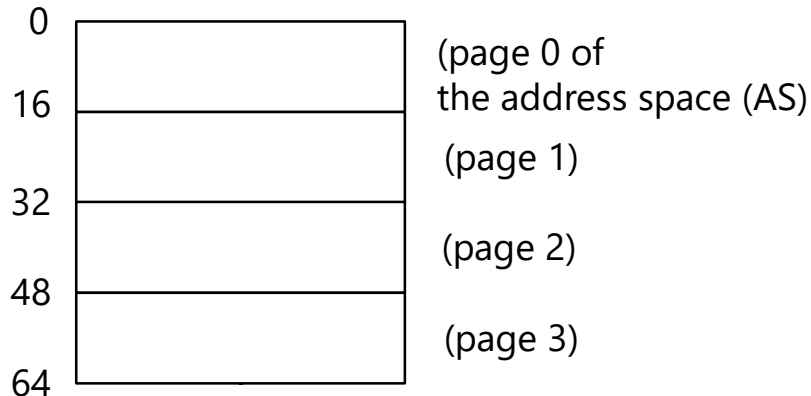 0
(page 0 of
the address space (AS)
16
(page 1)
32
(page 2)
48
(page 3)
64